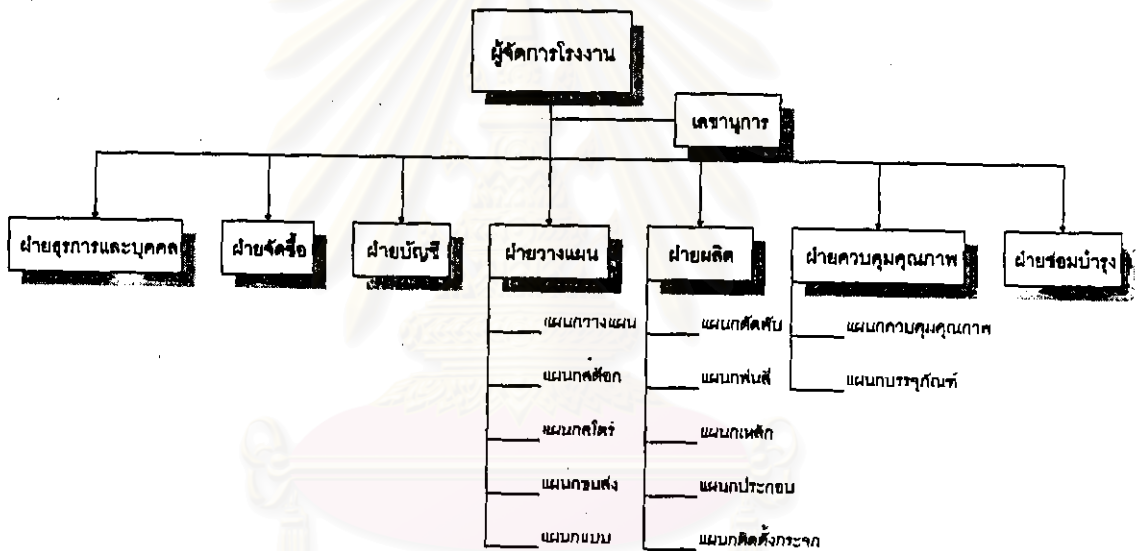 ผู้จัดการโรงงาน
เลขานุการ
ฝ่ายธุรการและบุคคล
ฝ่ายจัดซื้อ
ฝ่ายบัญชี
ฝ่ายวางแผน
ฝ่ายผลิต
ฝ่ายควบคุมคุณภาพ
ฝ่ายซ่อมบำรุง
แผนกวางแผน
แผนกสต๊อก
แผนกสโตร์
แผนกขนส่ง
แผนกแบบ
แผนกตัดพับ
แผนกพ่นสี
แผนกเหล็ก
แผนกประกอบ
แผนกติดตั้งกระจก
แผนกควบคุมคุณภาพ
แผนกบรรจุภัณฑ์